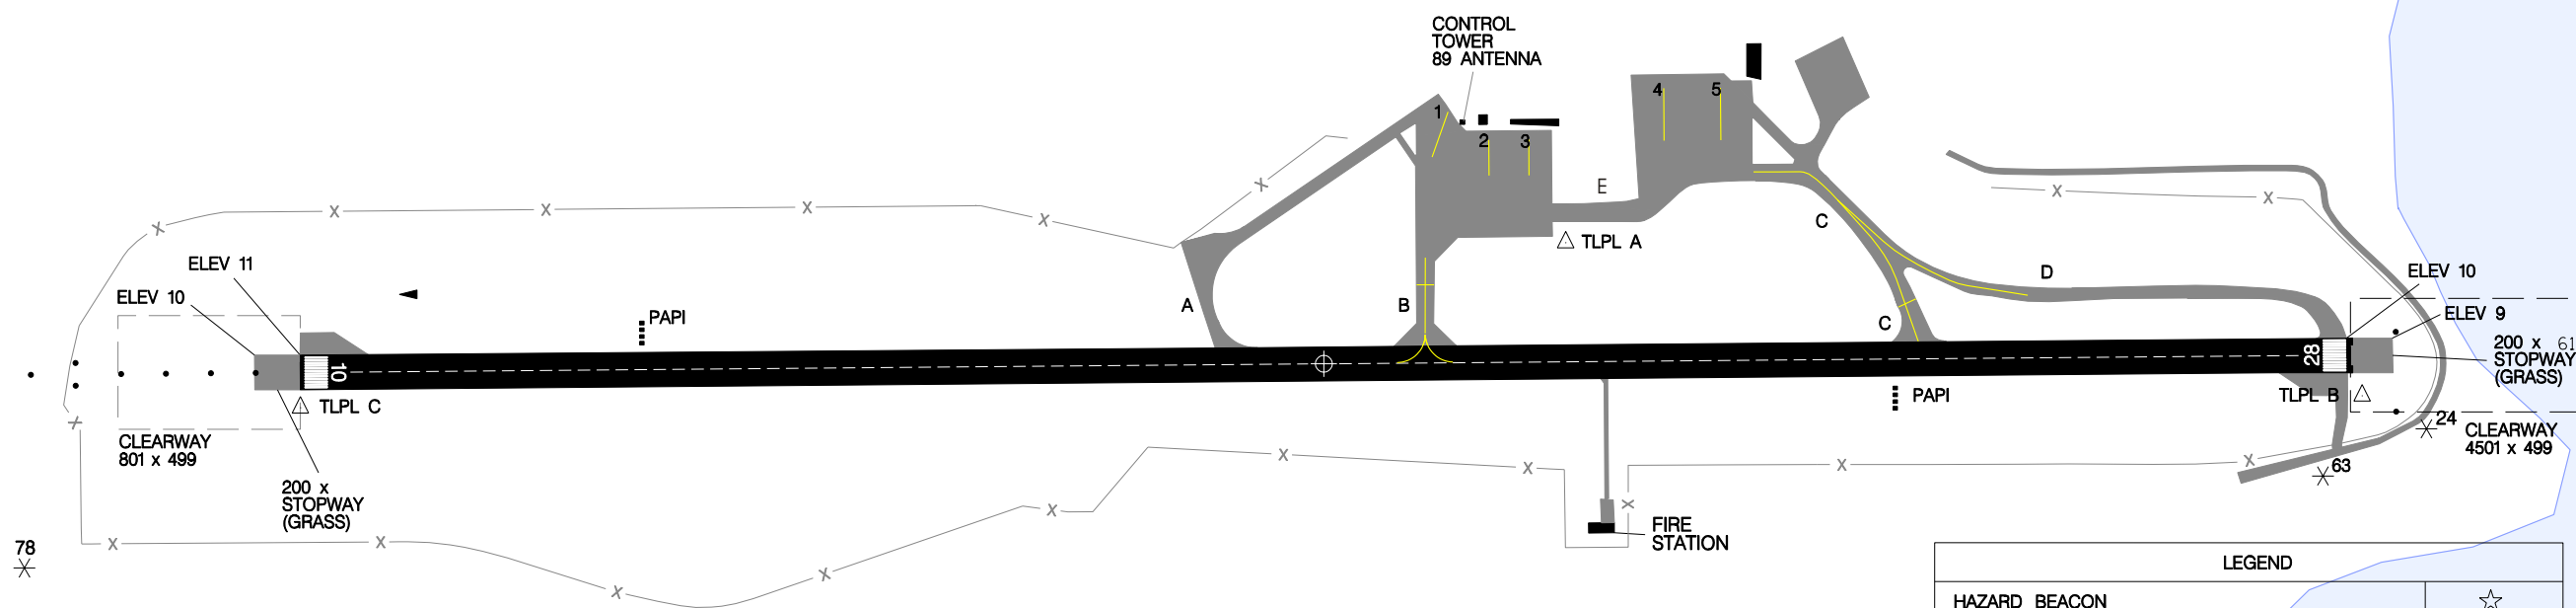 CONTROL
TOWER
89 ANTENNA
4
5
1
2
3
E
TLPL A
C
D
A
B
C
ELEV 11
ELEV 10
PAPI
10
TLPL C
CLEARWAY
801 x 499
200 x
STOPWAY
(GRASS)
78
ELEV 10
ELEV 9
200 x 61
STOPWAY
(GRASS)
28
PAPI
TLPL B
24
CLEARWAY
4501 x 499
63
FIRE
STATION
LEGEND
HAZARD BEACON